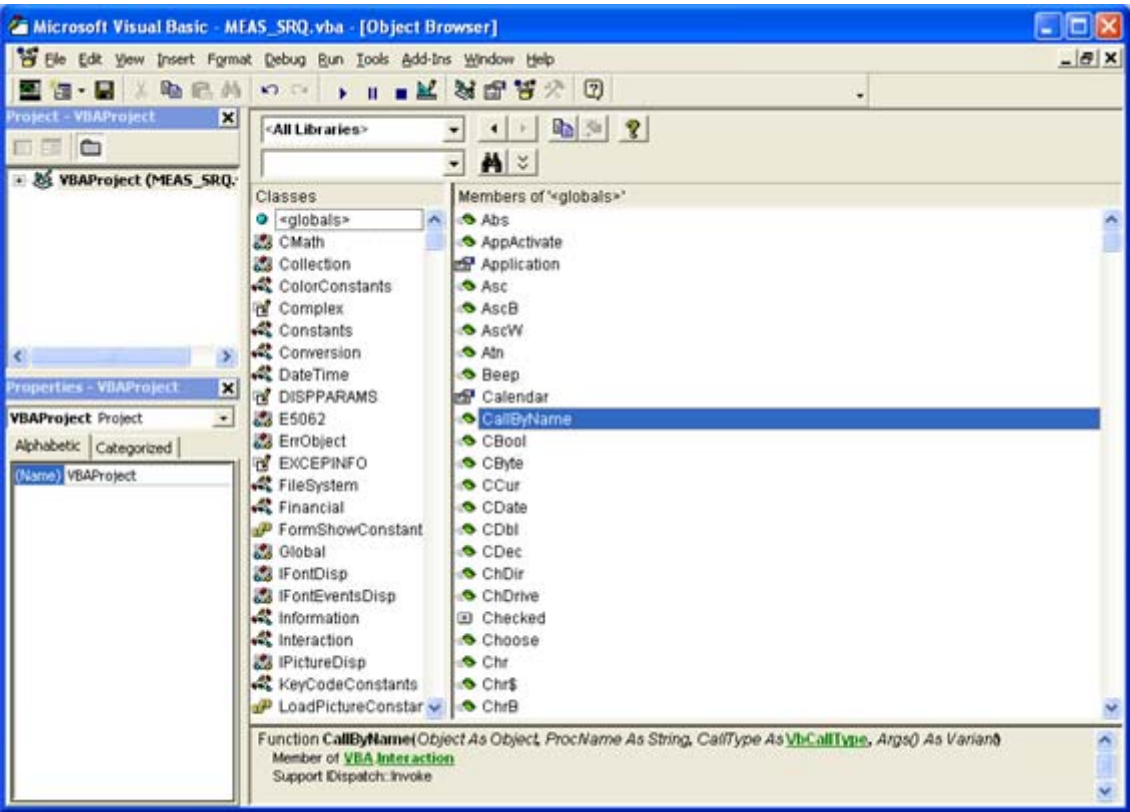 Microsoft Visual Basic - MEAS_SRQ.vba - [Object Browser]
File Edit View Insert Format Debug Run Tools Add-Ins Window Help
Project - VBAProject
VBAProject (MEAS_SRQ.
Properties - VBAProject
VBAProject Project
Alphabetic Categorized
(Name) VBAProject
<All Libraries>
Classes
<globals>
CMath
Collection
ColorConstants
Complex
Constants
Conversion
DateTime
DISPPARAMS
E5062
ErrObject
EXCEPINFO
FileSystem
Financial
FormShowConstant
Global
IFontDisp
IFontEventsDisp
Information
Interaction
IPictureDisp
KeyCodeConstants
LoadPictureConstan
Members of '<globals>'
Abs
AppActivate
Application
Asc
AscB
AscW
Atn
Beep
Calendar
CallByName
CBool
CByte
CCur
CDate
CDbl
CDec
ChDir
ChDrive
Checked
Choose
Chr
Chr$
ChrB
Function CallByName(Object As Object, ProcName As String, CallType As VbCallType, Args() As Variant)
Member of VBA.Interaction
Support IDispatch::Invoke